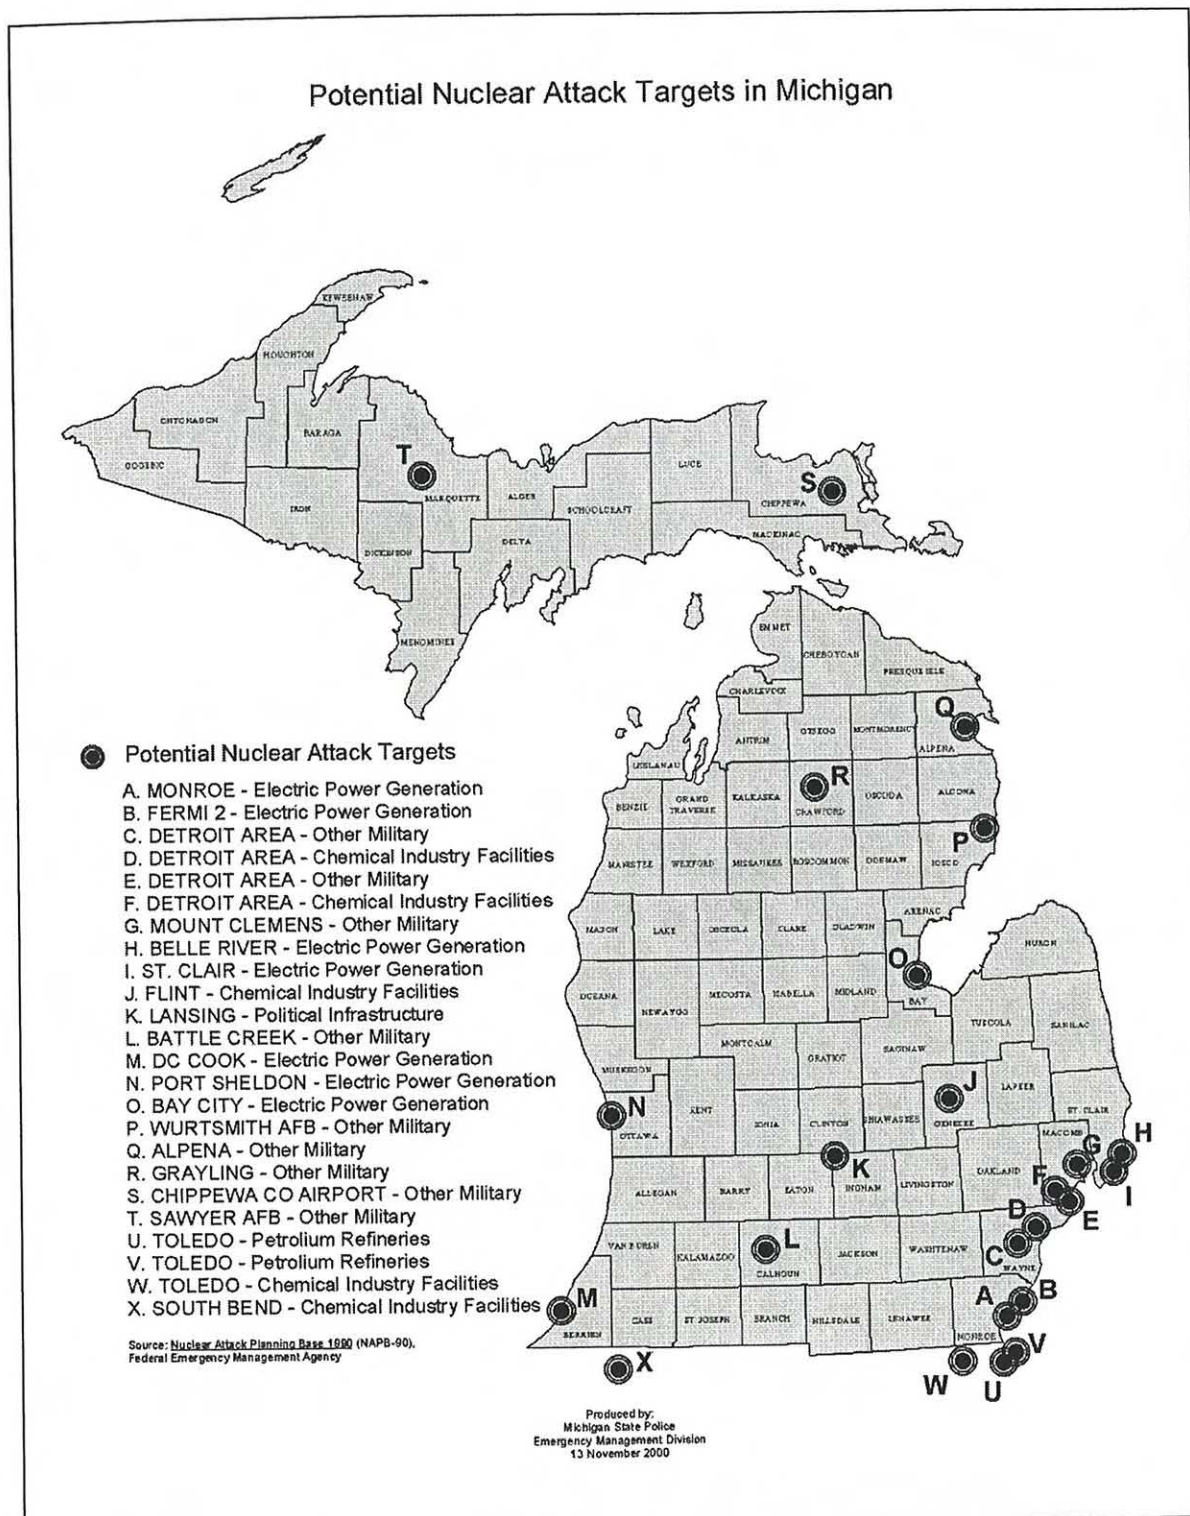 Potential Nuclear Attack Targets in Michigan
KEWEENAW
HOUGHTON
ONTONAGON
BARAGA
GOGEBIC
T
MARQUETTE
ALGER
LUCE
S
CHIPPEWA
IRON
SCHOOLCRAFT
MACKINAC
DICKINSON
DELTA
MENOMINEE
EMMET
CHEBOYGAN
PRESQUE ISLE
CHARLEVOIX
Q
ANTRIM
OTSEGO
MONTMORENCY
ALPENA
Potential Nuclear Attack Targets
A. MONROE - Electric Power Generation
B. FERMI 2 - Electric Power Generation
C. DETROIT AREA - Other Military
D. DETROIT AREA - Chemical Industry Facilities
E. DETROIT AREA - Other Military
F. DETROIT AREA - Chemical Industry Facilities
G. MOUNT CLEMENS - Other Military
H. BELLE RIVER - Electric Power Generation
I. ST. CLAIR - Electric Power Generation
J. FLINT - Chemical Industry Facilities
K. LANSING - Political Infrastructure
L. BATTLE CREEK - Other Military
M. DC COOK - Electric Power Generation
N. PORT SHELDON - Electric Power Generation
O. BAY CITY - Electric Power Generation
P. WURTSMITH AFB - Other Military
Q. ALPENA - Other Military
R. GRAYLING - Other Military
S. CHIPPEWA CO AIRPORT - Other Military
T. SAWYER AFB - Other Military
U. TOLEDO - Petrolium Refineries
V. TOLEDO - Petrolium Refineries
W. TOLEDO - Chemical Industry Facilities
X. SOUTH BEND - Chemical Industry Facilities
Source: Nuclear Attack Planning Base 1990 (NAPB-90),
Federal Emergency Management Agency
LEELANAU
R
BENZIE
GRAND
TRAVERSE
KALKASKA
CRAWFORD
OSCODA
ALCONA
P
MANISTEE
WEXFORD
MISSAUKEE
ROSCOMMON
OGEMAW
IOSCO
ARENAC
MASON
LAKE
OSCEOLA
CLARE
GLADWIN
HURON
O
OCEANA
NEWAYGO
MECOSTA
ISABELLA
MIDLAND
BAY
TUSCOLA
SANILAC
MONTCALM
GRATIOT
SAGINAW
MUSKEGON
J
LAPEER
N
KENT
ST. CLAIR
OTTAWA
IONIA
CLINTON
SHIAWASSEE
GENESEE
MACOMB
H
G
K
OAKLAND
I
F
ALLEGAN
BARRY
EATON
INGHAM
LIVINGSTON
E
D
VAN BUREN
KALAMAZOO
L
CALHOUN
JACKSON
WASHTENAW
C
WAYNE
M
A
B
BERRIEN
CASS
ST JOSEPH
BRANCH
HILLSDALE
LENAWEE
MONROE
V
X
W
U
Produced by:
Michigan State Police
Emergency Management Division
13 November 2000